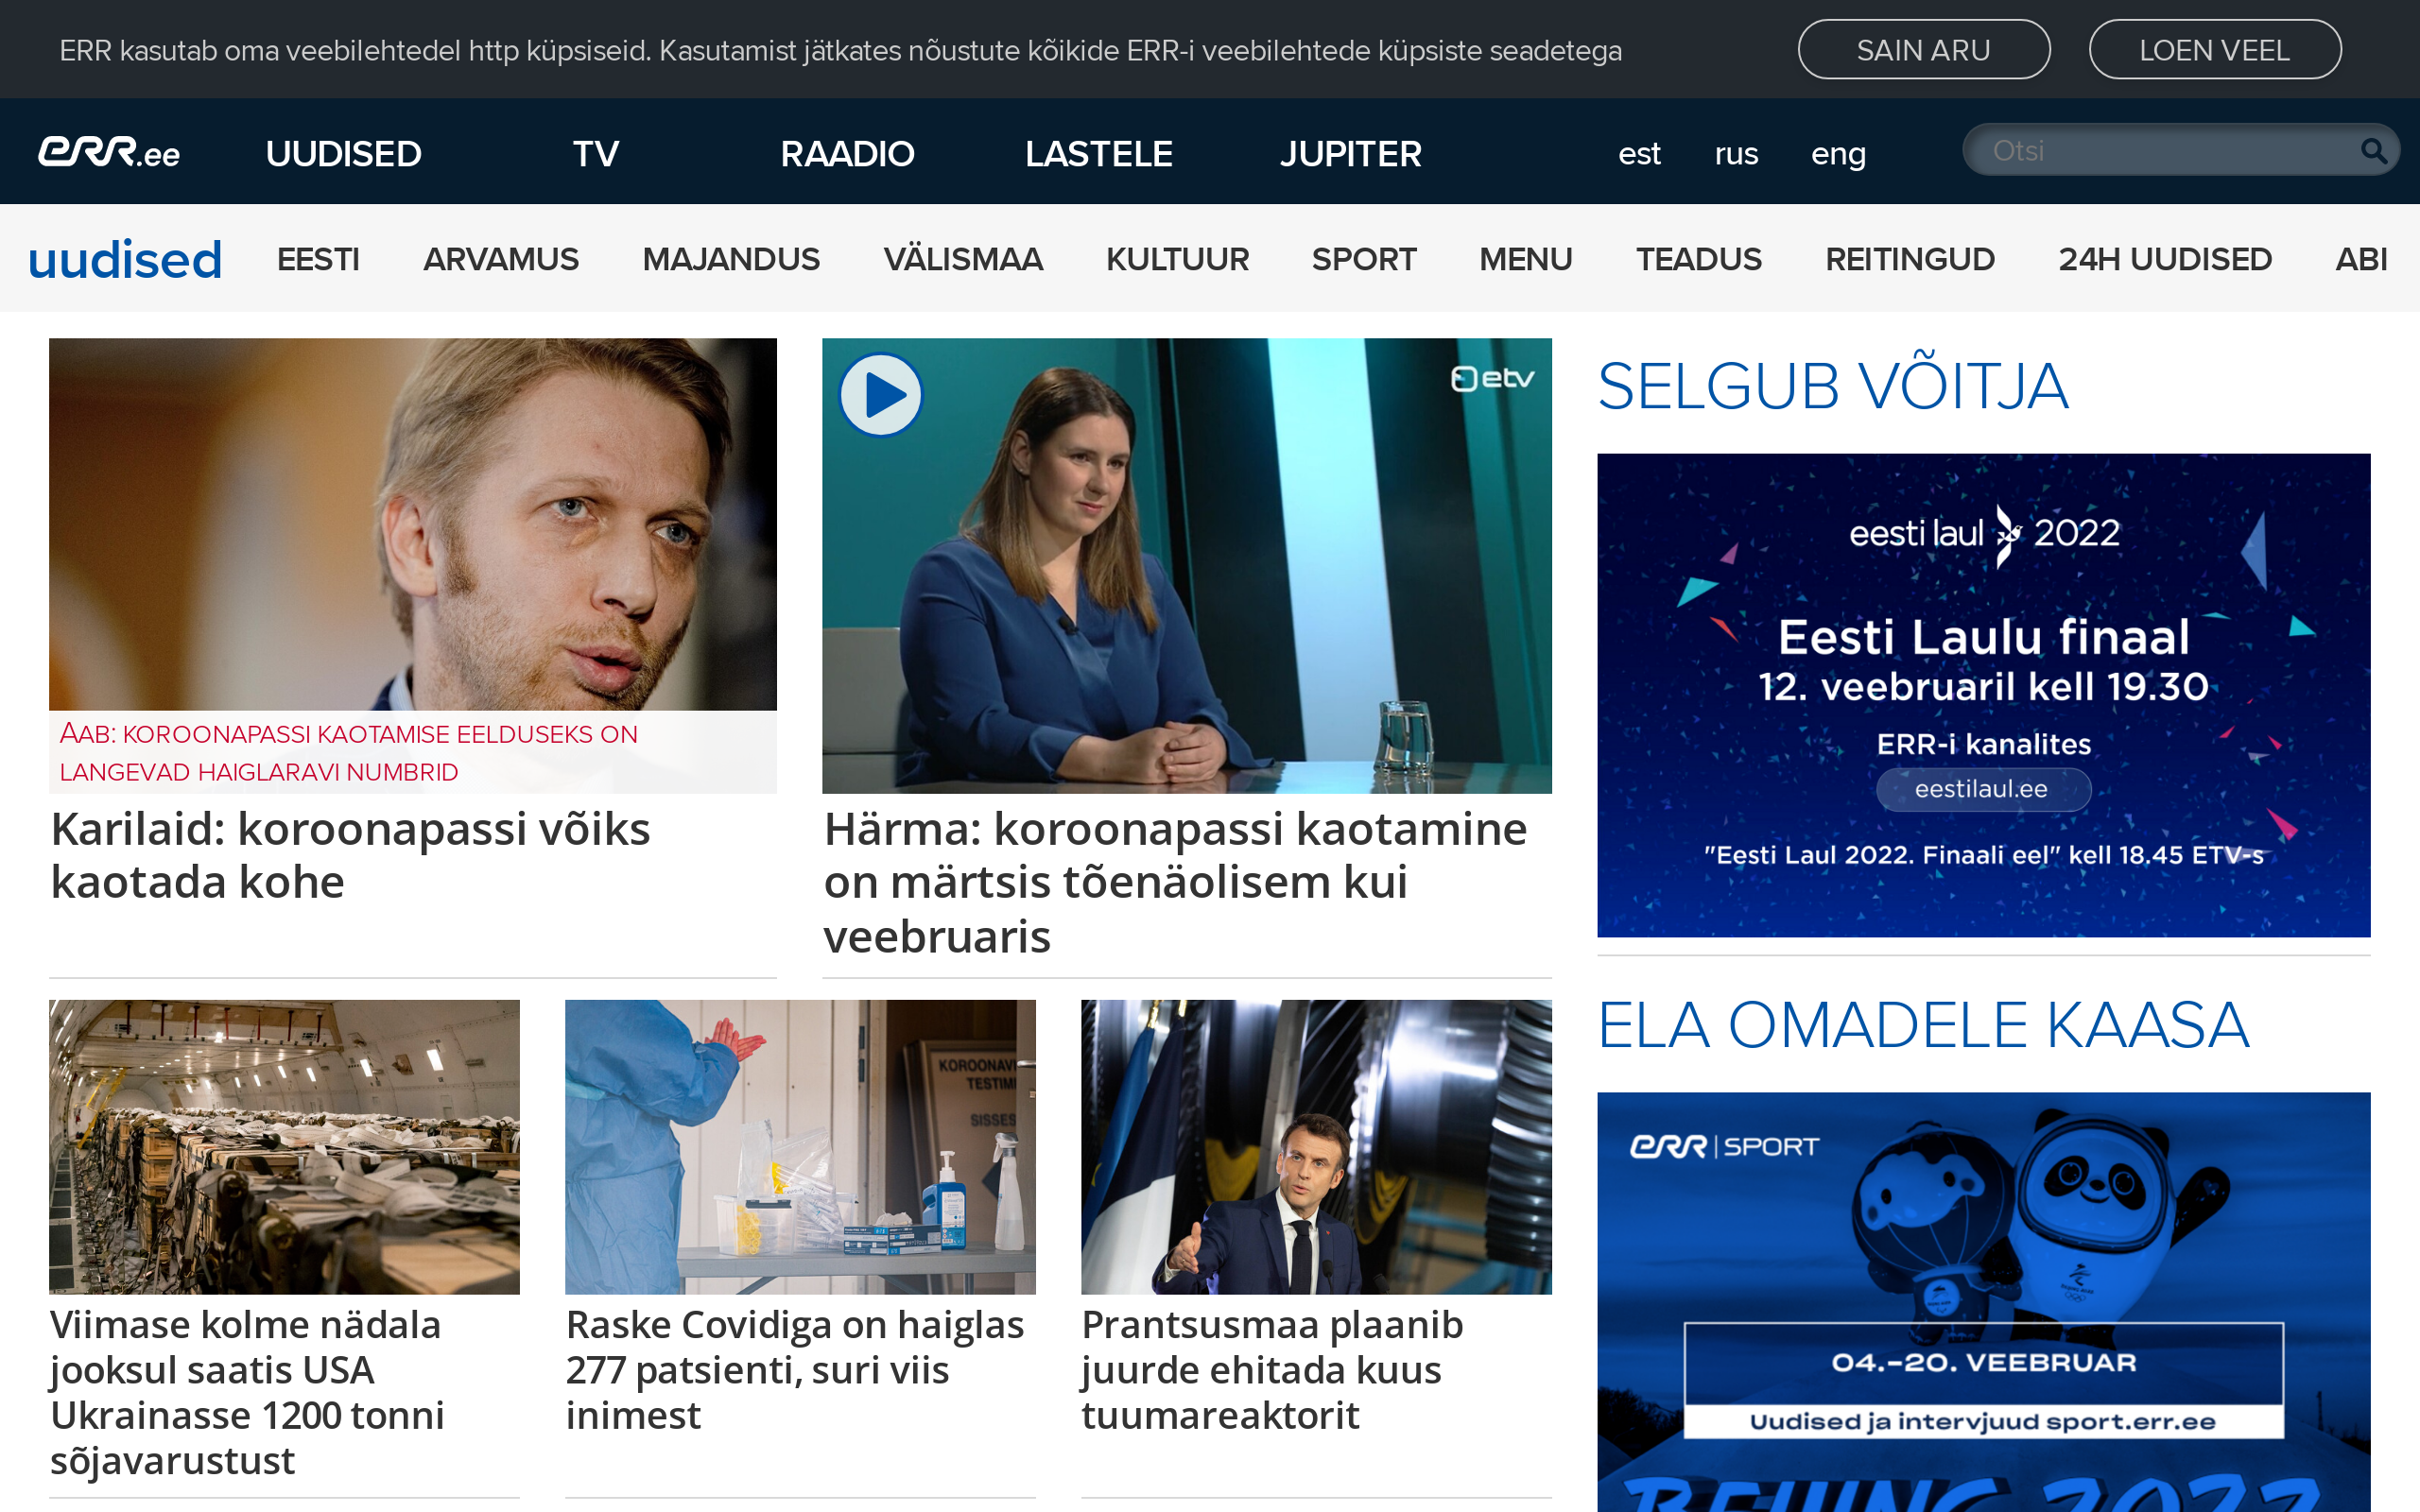 ERR kasutab oma veebilehtedel http küpsiseid. Kasutamist jätkates nõustute kõikide ERR-i veebilehtede küpsiste seadetega
SAIN ARU
LOEN VEEL
err.ee
UUDISED
TV
RAADIO
LASTELE
JUPITER
est
rus
eng
Otsi
uudised
EESTI
ARVAMUS
MAJANDUS
VÄLISMAA
KULTUUR
SPORT
MENU
TEADUS
REITINGUD
24H UUDISED
ABI
AAB: KOROONAPASSI KAOTAMISE EELDUSEKS ON
LANGEVAD HAIGLARAVI NUMBRID
Karilaid: koroonapassi võiks
kaotada kohe
etv
Härma: koroonapassi kaotamine
on märtsis tõenäolisem kui
veebruaris
SELGUB VÕITJA
eesti laul 2022
Eesti Laulu finaal
12. veebruaril kell 19.30
ERR-i kanalites
eestilaul.ee
"Eesti Laul 2022. Finaali eel" kell 18.45 ETV-s
Viimase kolme nädala
jooksul saatis USA
Ukrainasse 1200 tonni
sõjavarustust
KOROONAV
TESTIMI
SISSES
Raske Covidiga on haiglas
277 patsienti, suri viis
inimest
Prantsusmaa plaanib
juurde ehitada kuus
tuumareaktorit
ELA OMADELE KAASA
err SPORT
04.–20. VEEBRUAR
Uudised ja intervjuud sport.err.ee
BEIJING 2022